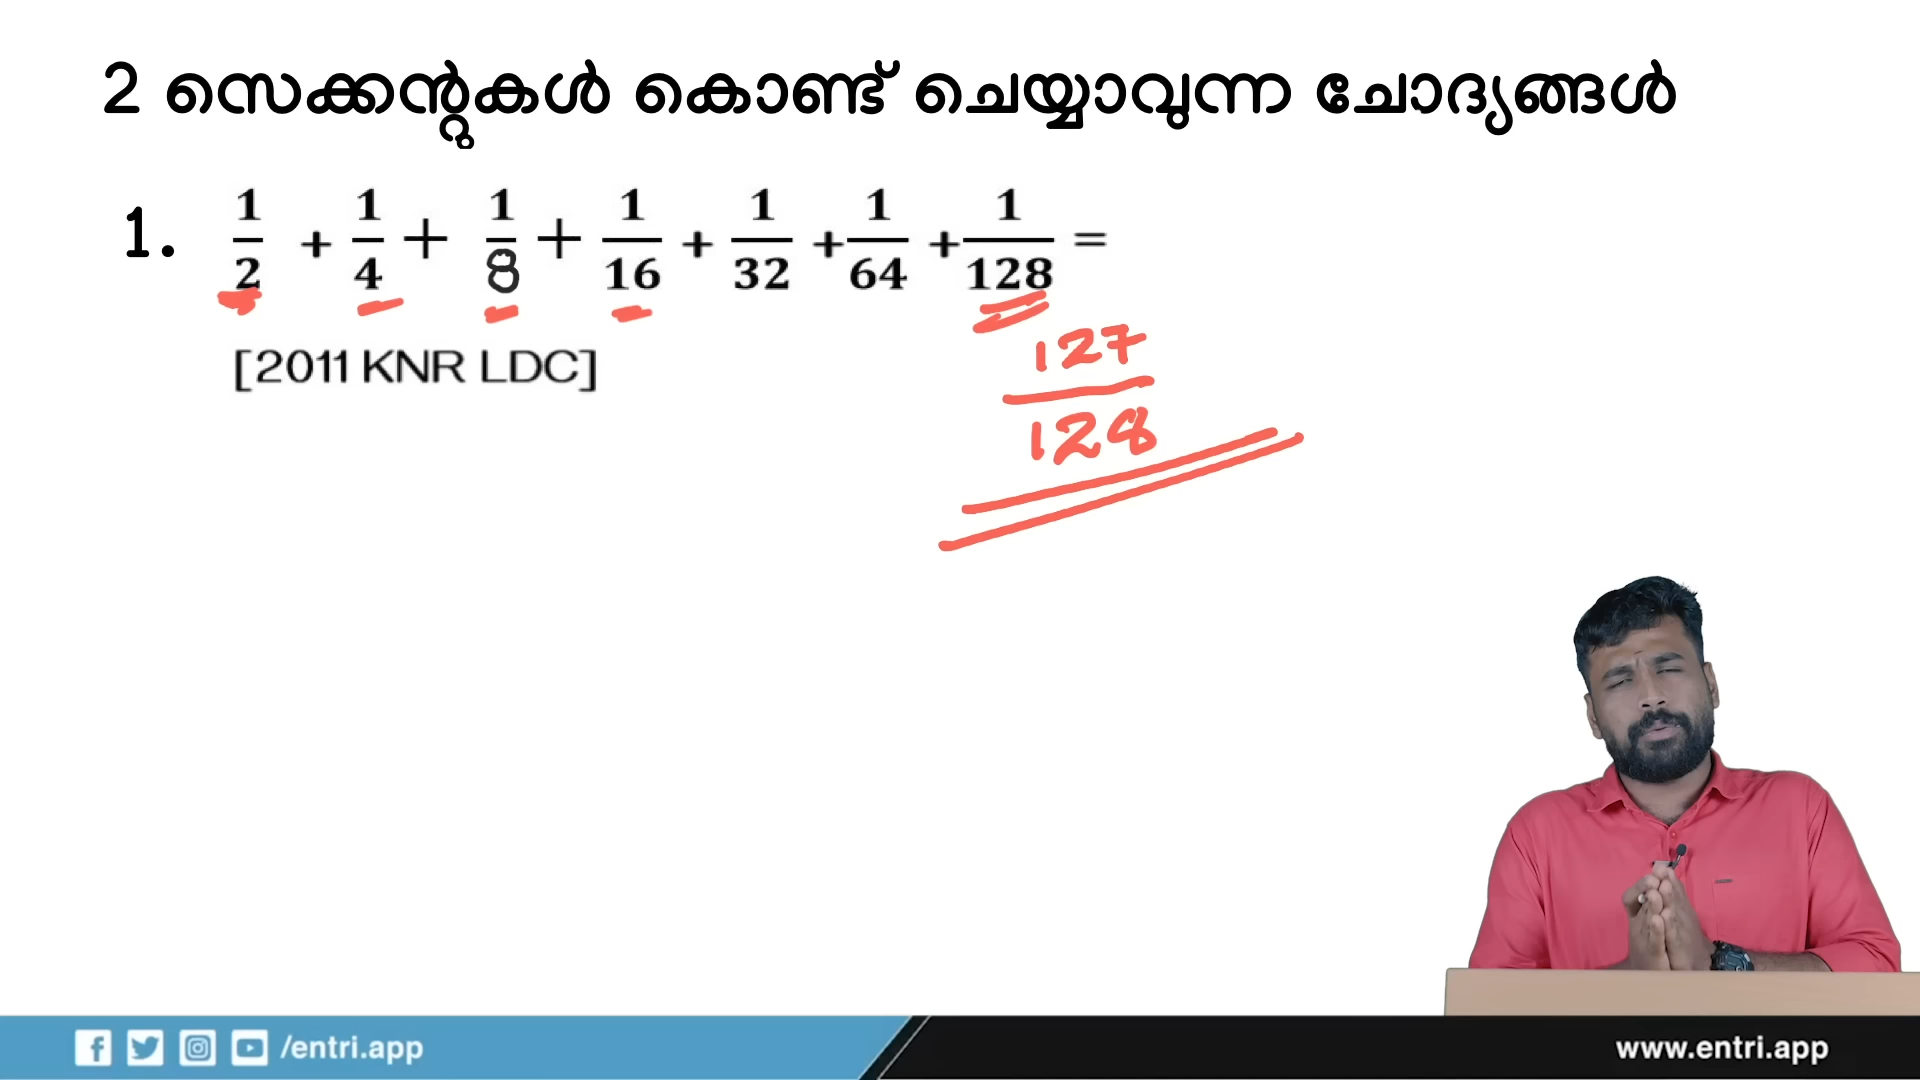 2 സെക്കന്റുകൾ കൊണ്ട് ചെയ്യാവുന്ന ചോദ്യങ്ങൾ
1. 1/2 + 1/4 + 1/8 + 1/16 + 1/32 + 1/64 + 1/128 =
[2011 KNR LDC]
127
128
/entri.app
www.entri.app